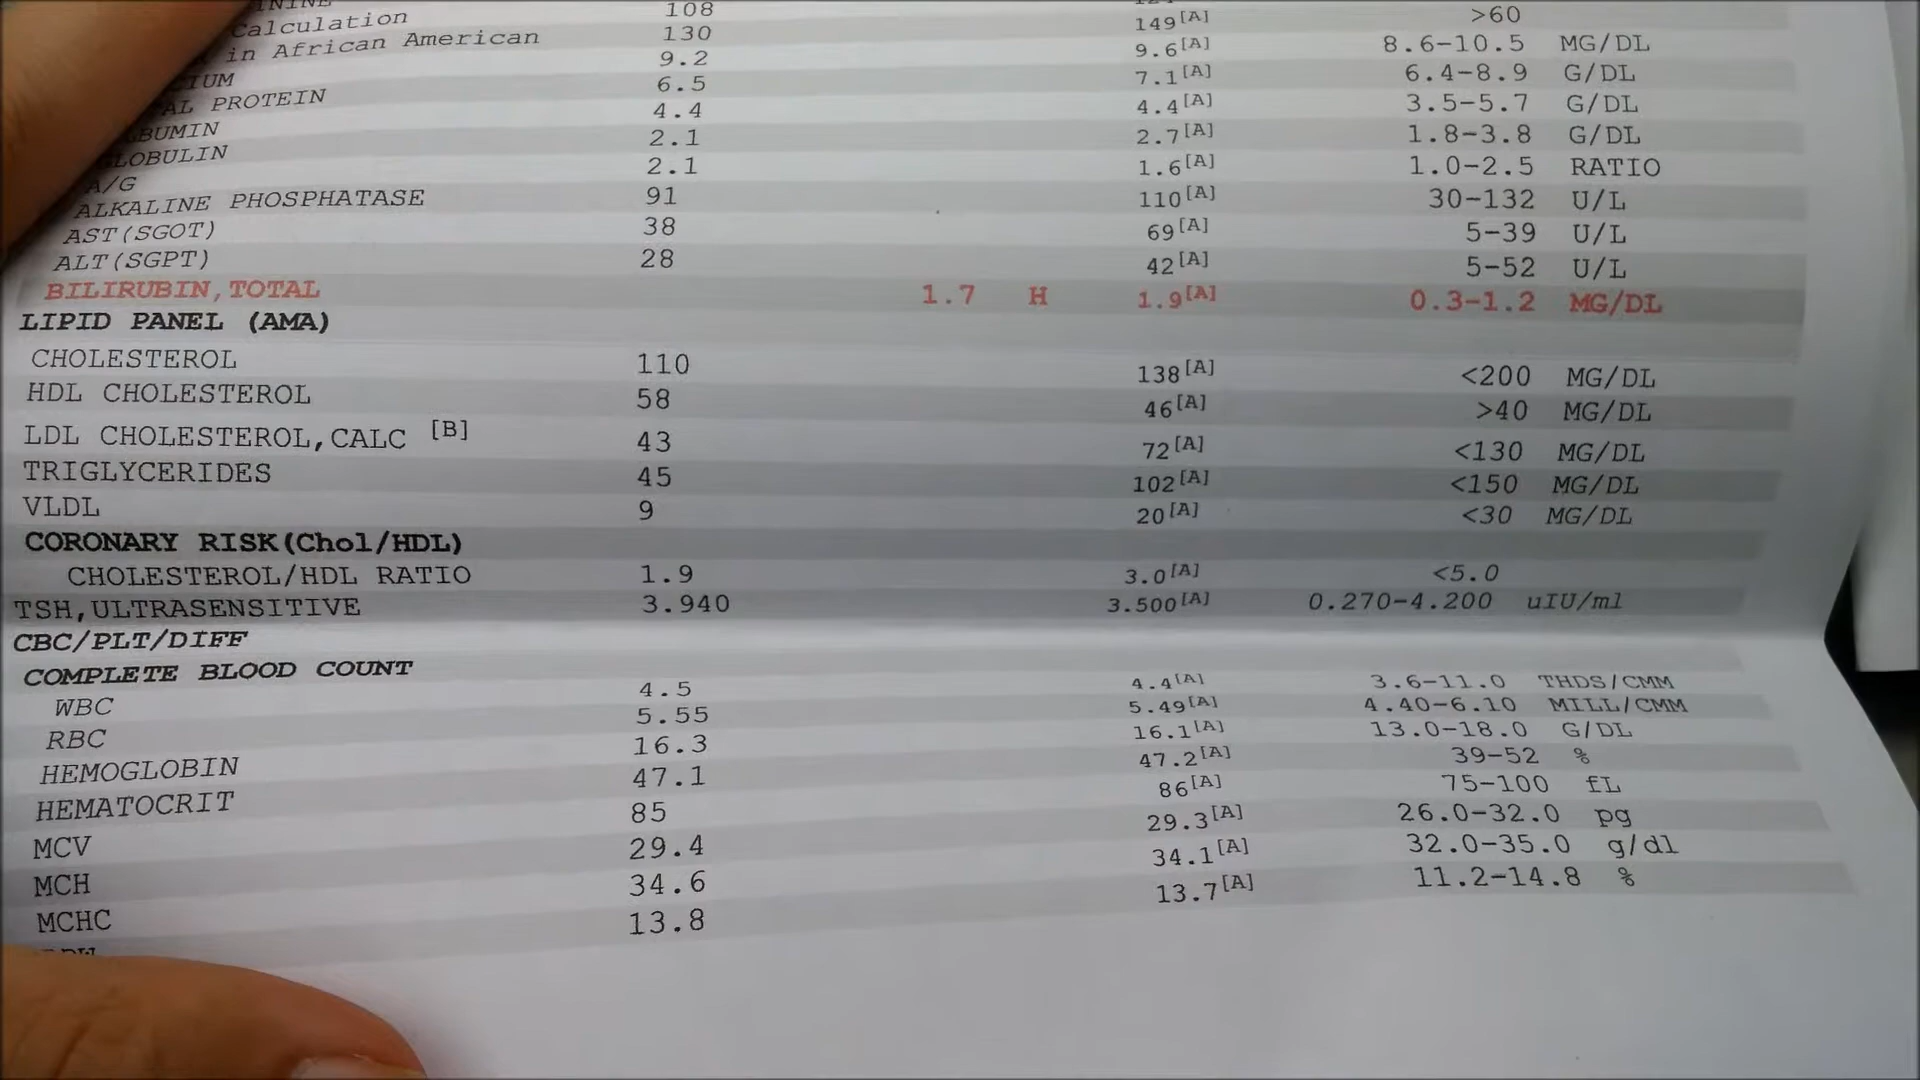 108
Calculation 130 149[A] >60
in African American 9.2 9.6[A] 8.6-10.5 MG/DL
6.5 7.1[A] 6.4-8.9 G/DL
PROTEIN 4.4 4.4[A] 3.5-5.7 G/DL
2.1 2.7[A] 1.8-3.8 G/DL
GLOBULIN 2.1 1.6[A] 1.0-2.5 RATIO
A/G
ALKALINE PHOSPHATASE 91 110[A] 30-132 U/L
AST(SGOT) 38 69[A] 5-39 U/L
ALT(SGPT) 28 42[A] 5-52 U/L
BILIRUBIN,TOTAL 1.7 H 1.9[A] 0.3-1.2 MG/DL
LIPID PANEL (AMA)
CHOLESTEROL 110 138[A] <200 MG/DL
HDL CHOLESTEROL 58 46[A] >40 MG/DL
LDL CHOLESTEROL,CALC [B] 43 72[A] <130 MG/DL
TRIGLYCERIDES 45 102[A] <150 MG/DL
VLDL 9 20[A] <30 MG/DL
CORONARY RISK(Chol/HDL)
CHOLESTEROL/HDL RATIO 1.9 3.0[A] <5.0
TSH,ULTRASENSITIVE 3.940 3.500[A] 0.270-4.200 uIU/ml
CBC/PLT/DIFF
COMPLETE BLOOD COUNT
WBC 4.5 4.4[A] 3.6-11.0 THDS/CMM
RBC 5.55 5.49[A] 4.40-6.10 MILL/CMM
HEMOGLOBIN 16.3 16.1[A] 13.0-18.0 G/DL
HEMATOCRIT 47.1 47.2[A] 39-52 %
MCV 85 86[A] 75-100 fL
MCH 29.4 29.3[A] 26.0-32.0 pg
MCHC 34.6 34.1[A] 32.0-35.0 g/dl
13.8 13.7[A] 11.2-14.8 %